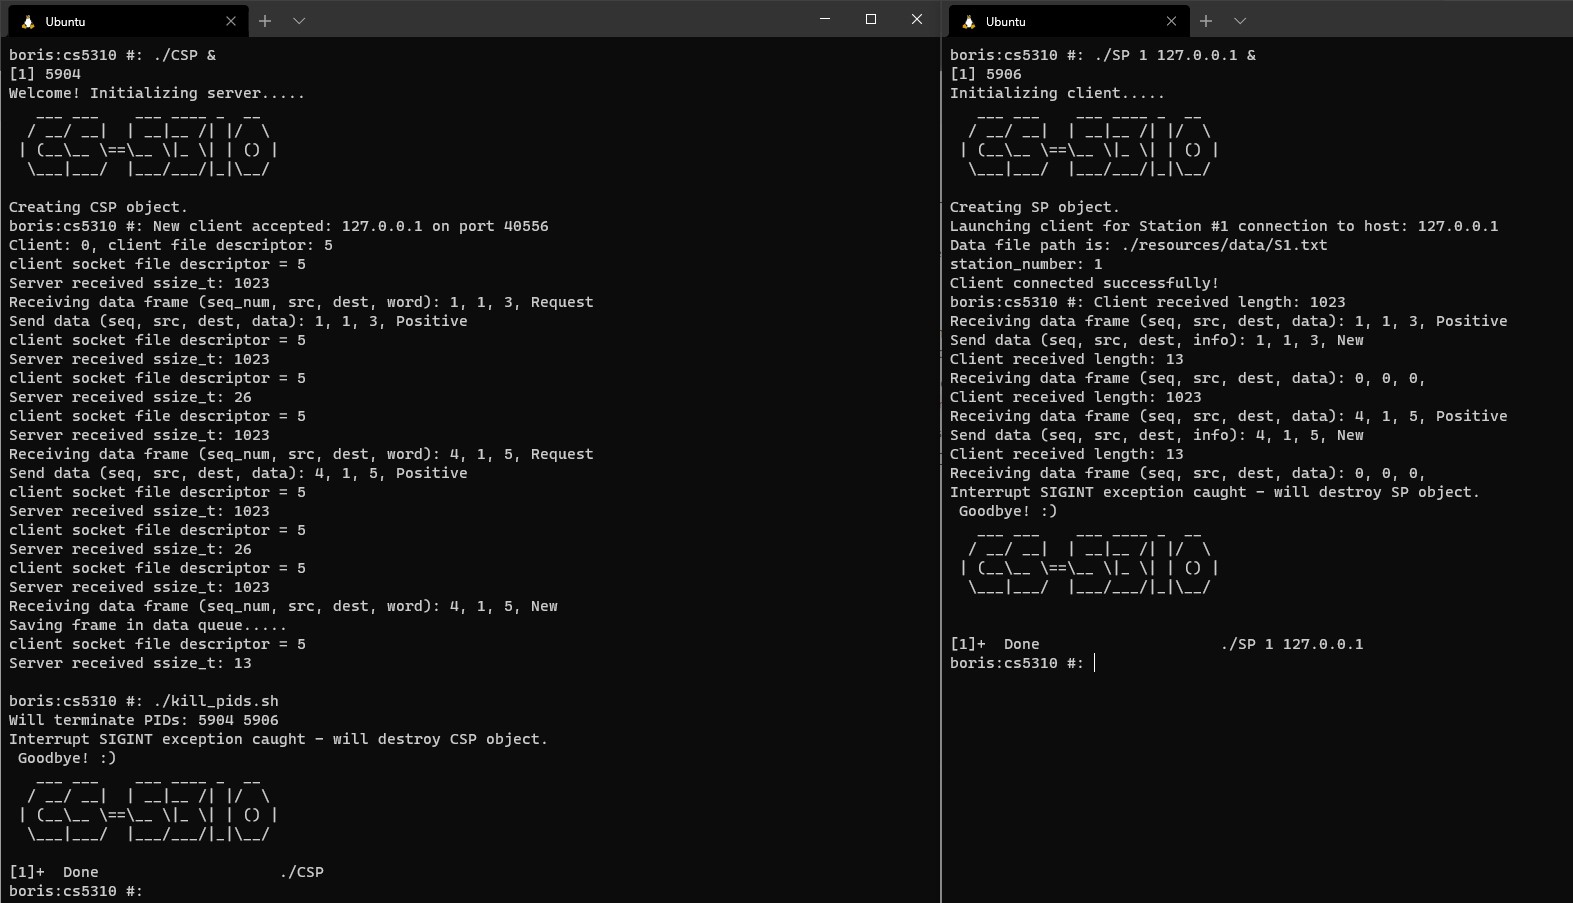 Ubuntu
boris:cs5310 #: ./CSP &
[1] 5904
Welcome! Initializing server.....
   ___ ___    ___ ____ _  __
  / __/ __|  | __|__ /| |/  \
 | (__\__ \==\__ \|_ \| | () |
  \___|___/  |___/___/|_|\__/
Creating CSP object.
boris:cs5310 #: New client accepted: 127.0.0.1 on port 40556
Client: 0, client file descriptor: 5
client socket file descriptor = 5
Server received ssize_t: 1023
Receiving data frame (seq_num, src, dest, word): 1, 1, 3, Request
Send data (seq, src, dest, data): 1, 1, 3, Positive
client socket file descriptor = 5
Server received ssize_t: 1023
client socket file descriptor = 5
Server received ssize_t: 26
client socket file descriptor = 5
Server received ssize_t: 1023
Receiving data frame (seq_num, src, dest, word): 4, 1, 5, Request
Send data (seq, src, dest, data): 4, 1, 5, Positive
client socket file descriptor = 5
Server received ssize_t: 1023
client socket file descriptor = 5
Server received ssize_t: 26
client socket file descriptor = 5
Server received ssize_t: 1023
Receiving data frame (seq_num, src, dest, word): 4, 1, 5, New
Saving frame in data queue.....
client socket file descriptor = 5
Server received ssize_t: 13
boris:cs5310 #: ./kill_pids.sh
Will terminate PIDs: 5904 5906
Interrupt SIGINT exception caught - will destroy CSP object.
 Goodbye! :)
   ___ ___    ___ ____ _  __
  / __/ __|  | __|__ /| |/  \
 | (__\__ \==\__ \|_ \| | () |
  \___|___/  |___/___/|_|\__/
[1]+  Done                    ./CSP
boris:cs5310 #:
Ubuntu
boris:cs5310 #: ./SP 1 127.0.0.1 &
[1] 5906
Initializing client.....
   ___ ___    ___ ____ _  __
  / __/ __|  | __|__ /| |/  \
 | (__\__ \==\__ \|_ \| | () |
  \___|___/  |___/___/|_|\__/
Creating SP object.
Launching client for Station #1 connection to host: 127.0.0.1
Data file path is: ./resources/data/S1.txt
station_number: 1
Client connected successfully!
boris:cs5310 #: Client received length: 1023
Receiving data frame (seq, src, dest, data): 1, 1, 3, Positive
Send data (seq, src, dest, info): 1, 1, 3, New
Client received length: 13
Receiving data frame (seq, src, dest, data): 0, 0, 0,
Client received length: 1023
Receiving data frame (seq, src, dest, data): 4, 1, 5, Positive
Send data (seq, src, dest, info): 4, 1, 5, New
Client received length: 13
Receiving data frame (seq, src, dest, data): 0, 0, 0,
Interrupt SIGINT exception caught - will destroy SP object.
 Goodbye! :)
   ___ ___    ___ ____ _  __
  / __/ __|  | __|__ /| |/  \
 | (__\__ \==\__ \|_ \| | () |
  \___|___/  |___/___/|_|\__/
[1]+  Done                    ./SP 1 127.0.0.1
boris:cs5310 #: